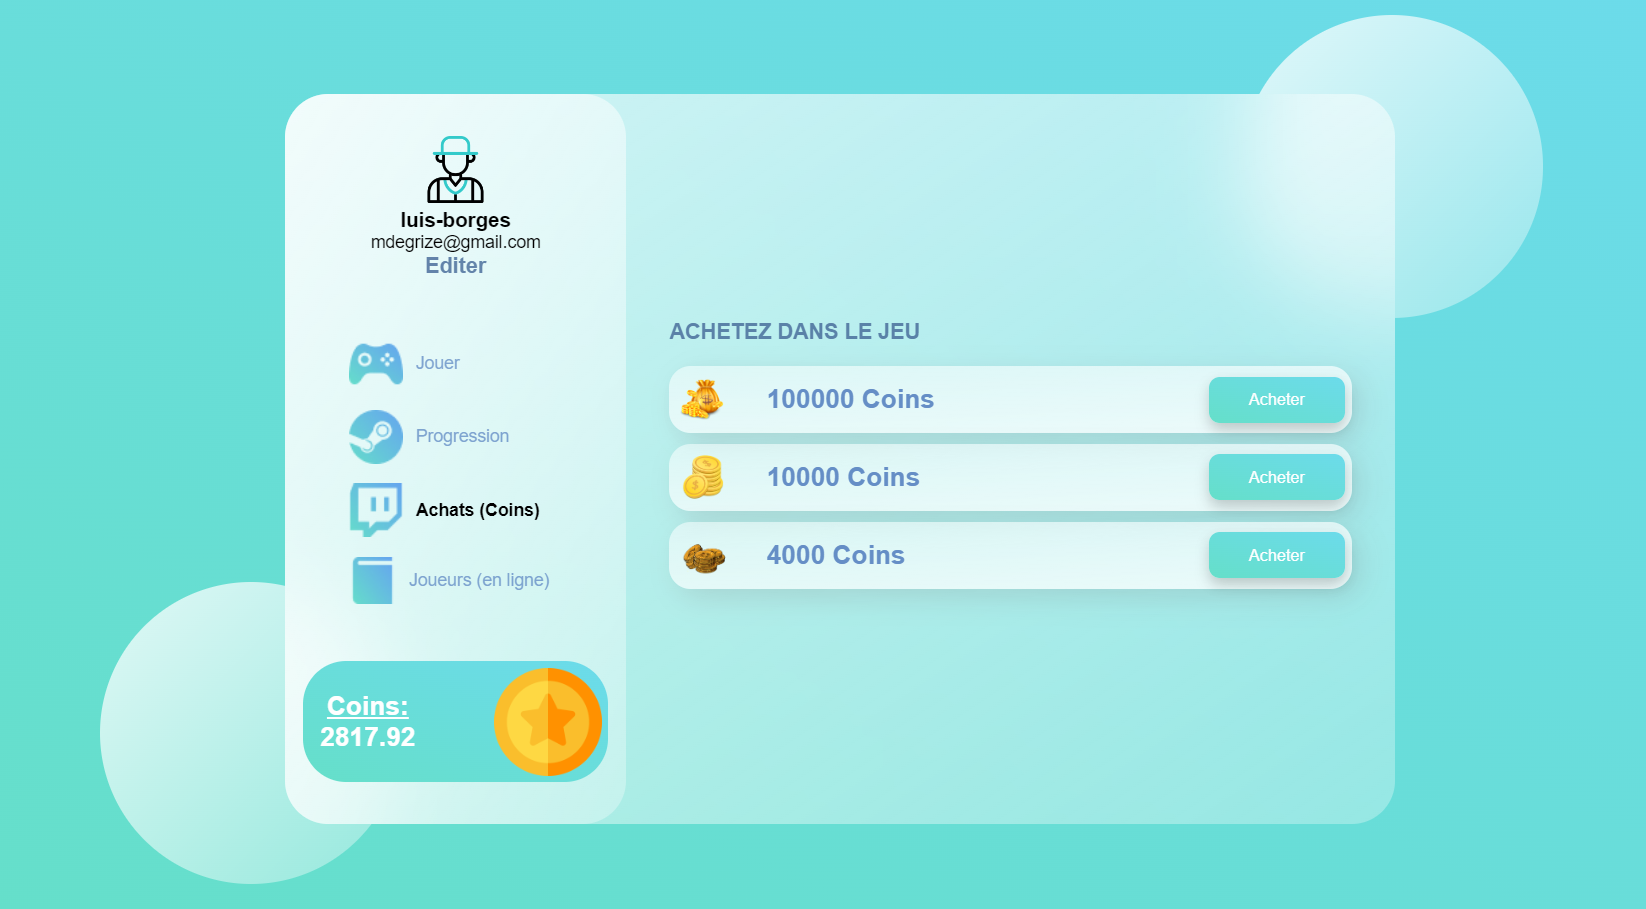 luis-borges
mdegrize@gmail.com
Editer
Jouer
Progression
Achats (Coins)
Joueurs (en ligne)
Coins:
2817.92
ACHETEZ DANS LE JEU
100000 Coins
Acheter
10000 Coins
Acheter
4000 Coins
Acheter